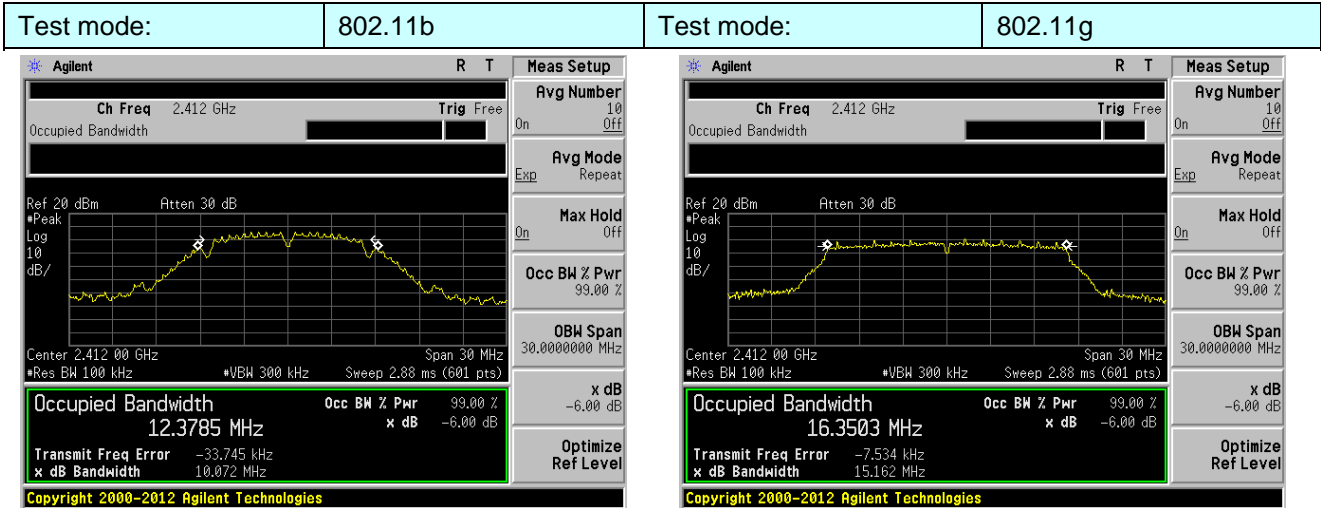 Test mode: 802.11b Test mode: 802.11g
Agilent R T Meas Setup
Ch Freq 2.412 GHz Trig Free
Occupied Bandwidth
Avg Number
10
On Off
Avg Mode
Exp Repeat
Ref 20 dBm Atten 30 dB
#Peak
Log
10
dB/
Max Hold
On Off
Occ BW % Pwr
99.00 %
Center 2.412 00 GHz Span 30 MHz
#Res BW 100 kHz #VBW 300 kHz Sweep 2.88 ms (601 pts)
OBW Span
30.0000000 MHz
Occupied Bandwidth Occ BW % Pwr 99.00 %
12.3785 MHz x dB -6.00 dB
Transmit Freq Error -33.745 kHz
x dB Bandwidth 10.072 MHz
x dB
-6.00 dB
Optimize
Ref Level
Copyright 2000-2012 Agilent Technologies
Agilent R T Meas Setup
Ch Freq 2.412 GHz Trig Free
Occupied Bandwidth
Avg Number
10
On Off
Avg Mode
Exp Repeat
Ref 20 dBm Atten 30 dB
#Peak
Log
10
dB/
Max Hold
On Off
Occ BW % Pwr
99.00 %
Center 2.412 00 GHz Span 30 MHz
#Res BW 100 kHz #VBW 300 kHz Sweep 2.88 ms (601 pts)
OBW Span
30.0000000 MHz
Occupied Bandwidth Occ BW % Pwr 99.00 %
16.3503 MHz x dB -6.00 dB
Transmit Freq Error -7.534 kHz
x dB Bandwidth 15.162 MHz
x dB
-6.00 dB
Optimize
Ref Level
Copyright 2000-2012 Agilent Technologies